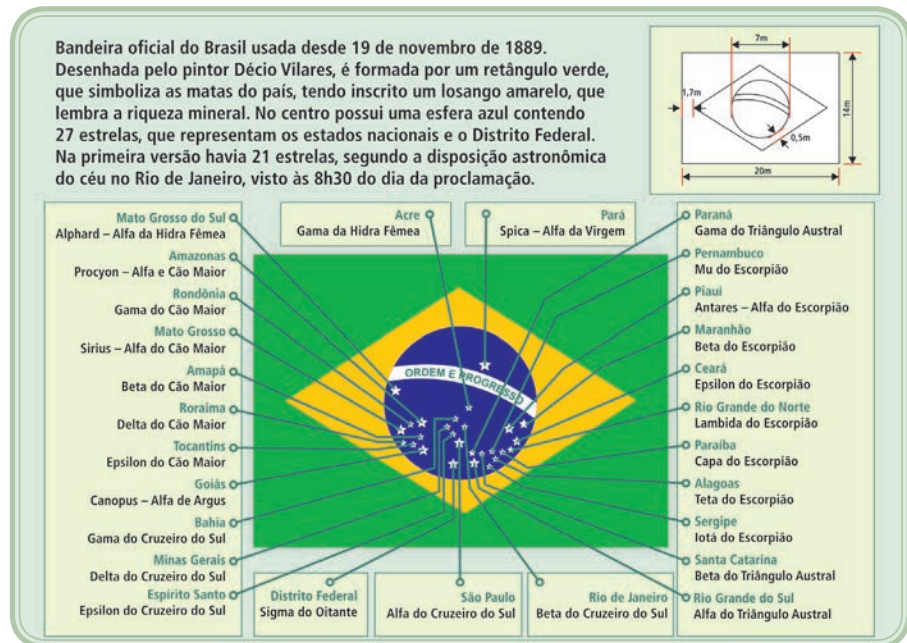 Bandeira oficial do Brasil usada desde 19 de novembro de 1889.
Desenhada pelo pintor Décio Vilares, é formada por um retângulo verde,
que simboliza as matas do país, tendo inscrito um losango amarelo, que
lembra a riqueza mineral. No centro possui uma esfera azul contendo
27 estrelas, que representam os estados nacionais e o Distrito Federal.
Na primeira versão havia 21 estrelas, segundo a disposição astronômica
do céu no Rio de Janeiro, visto às 8h30 do dia da proclamação.
7m
1,7m
14m
0,5m
20m
Mato Grosso do Sul
Alphard – Alfa da Hidra Fêmea
Amazonas
Procyon – Alfa e Cão Maior
Rondônia
Gama do Cão Maior
Mato Grosso
Sirius – Alfa do Cão Maior
Amapá
Beta do Cão Maior
Roraima
Delta do Cão Maior
Tocantins
Epsilon do Cão Maior
Goiás
Canopus – Alfa de Argus
Bahia
Gama do Cruzeiro do Sul
Minas Gerais
Delta do Cruzeiro do Sul
Espírito Santo
Epsilon do Cruzeiro do Sul
Acre
Gama da Hidra Fêmea
Pará
Spica – Alfa da Virgem
ORDEM E PROGRESSO
Distrito Federal
Sigma do Oitante
São Paulo
Alfa do Cruzeiro do Sul
Rio de Janeiro
Beta do Cruzeiro do Sul
Paraná
Gama do Triângulo Austral
Pernambuco
Mu do Escorpião
Piauí
Antares – Alfa do Escorpião
Maranhão
Beta do Escorpião
Ceará
Epsilon do Escorpião
Rio Grande do Norte
Lambida do Escorpião
Paraíba
Capa do Escorpião
Alagoas
Teta do Escorpião
Sergipe
Iotá do Escorpião
Santa Catarina
Beta do Triângulo Austral
Rio Grande do Sul
Alfa do Triângulo Austral